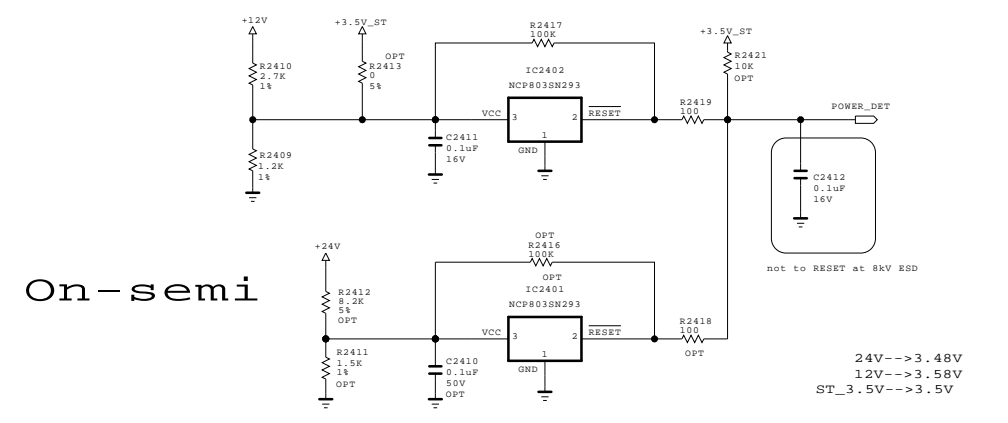 +12V
R2410
2.7K
1%
+3.5V_ST
OPT
R2413
0
5%
R2417
100K
IC2402
NCP803SN293
VCC
3
2
RESET
1
GND
R2419
100
+3.5V_ST
R2421
10K
OPT
POWER_DET
R2409
1.2K
1%
C2411
0.1uF
16V
C2412
0.1uF
16V
not to RESET at 8kV ESD
On-semi
+24V
R2412
8.2K
5%
OPT
R2411
1.5K
1%
OPT
OPT
R2416
100K
OPT
IC2401
NCP803SN293
VCC
3
2
RESET
1
GND
C2410
0.1uF
50V
OPT
R2418
100
OPT
24V-->3.48V
12V-->3.58V
ST_3.5V-->3.5V